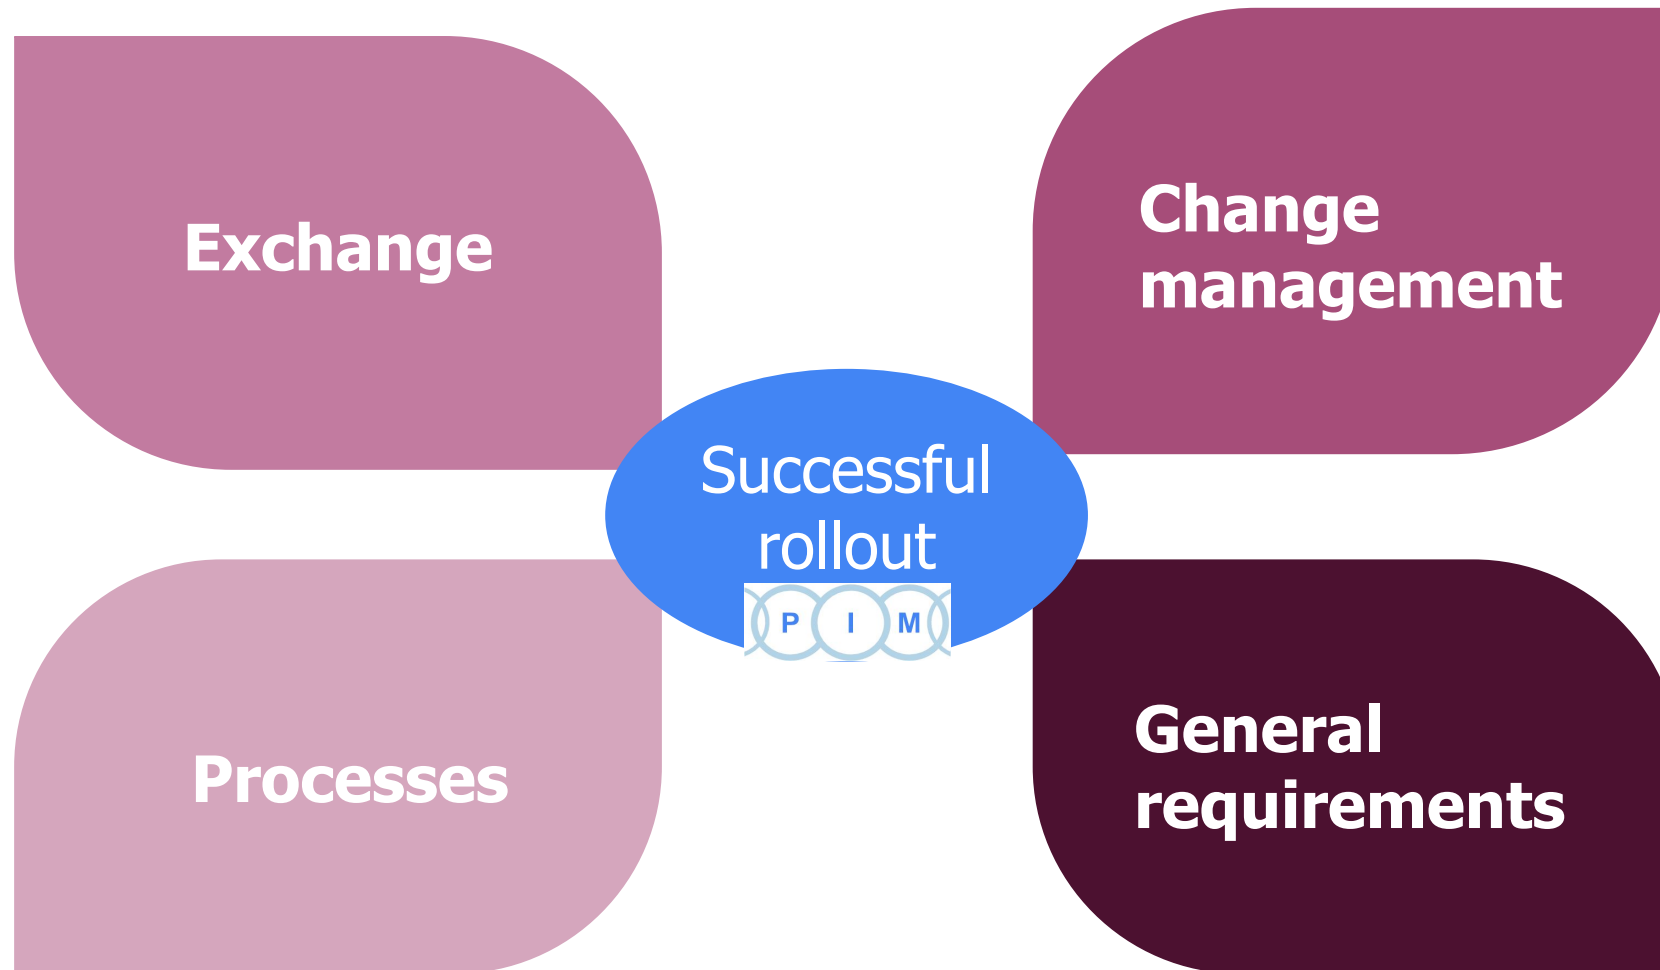 Exchange
Change
management
Successful
rollout
P I M
Processes
General
requirements